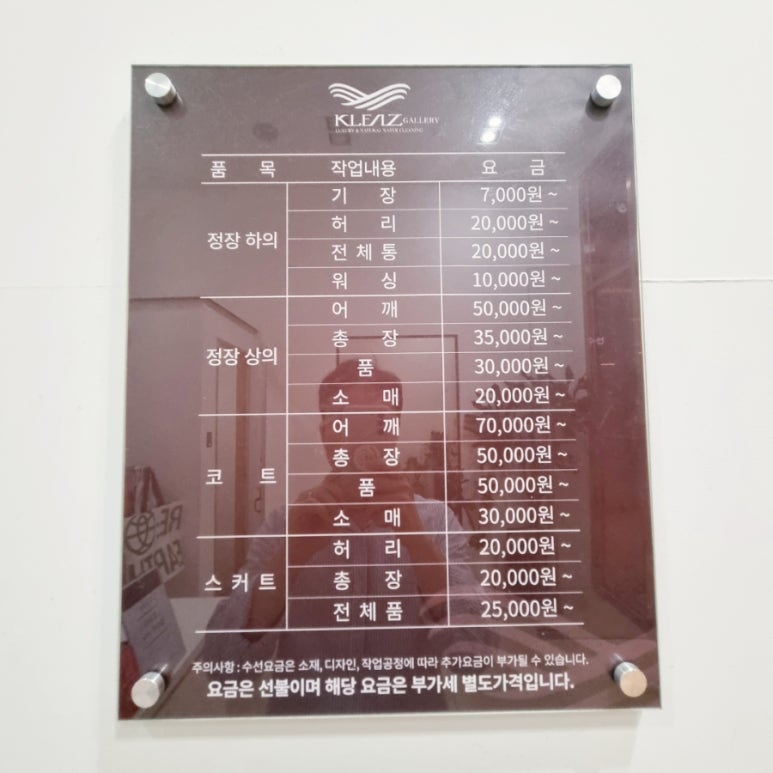 KLEAZ GALLERY
LUXURY & NATURAL WATER CLEANING
품 목 작업내용 요 금
정장 하의
기 장 7,000원~
허 리 20,000원~
전 체 통 20,000원~
워 싱 10,000원~
정장 상의
어 깨 50,000원~
총 장 35,000원~
품 30,000원~
소 매 20,000원~
코 트
어 깨 70,000원~
총 장 50,000원~
품 50,000원~
소 매 30,000원~
스 커 트
허 리 20,000원~
총 장 20,000원~
전 체 품 25,000원~
주의사항 : 수선요금은 소재, 디자인, 작업공정에 따라 추가요금이 부가될 수 있습니다.
요금은 선불이며 해당 요금은 부가세 별도가격입니다.